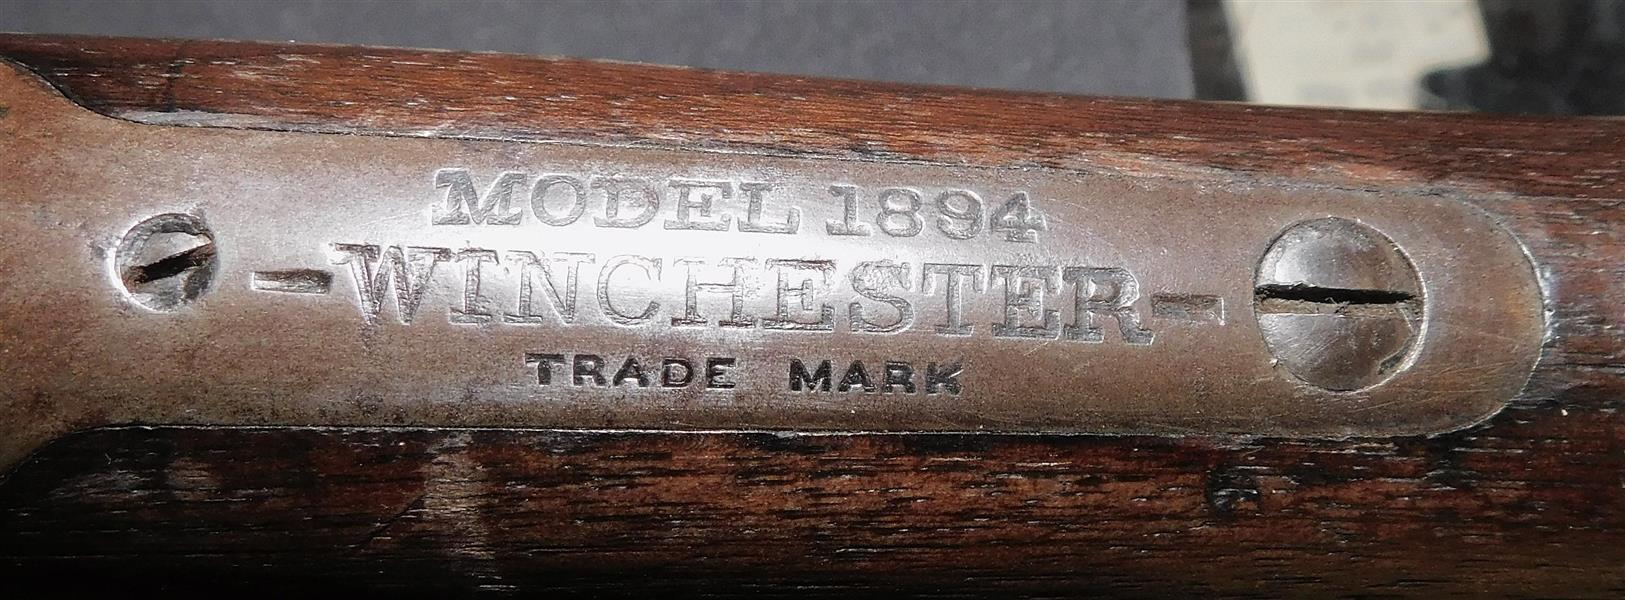 MODEL 1894
-WINCHESTER-
TRADE MARK